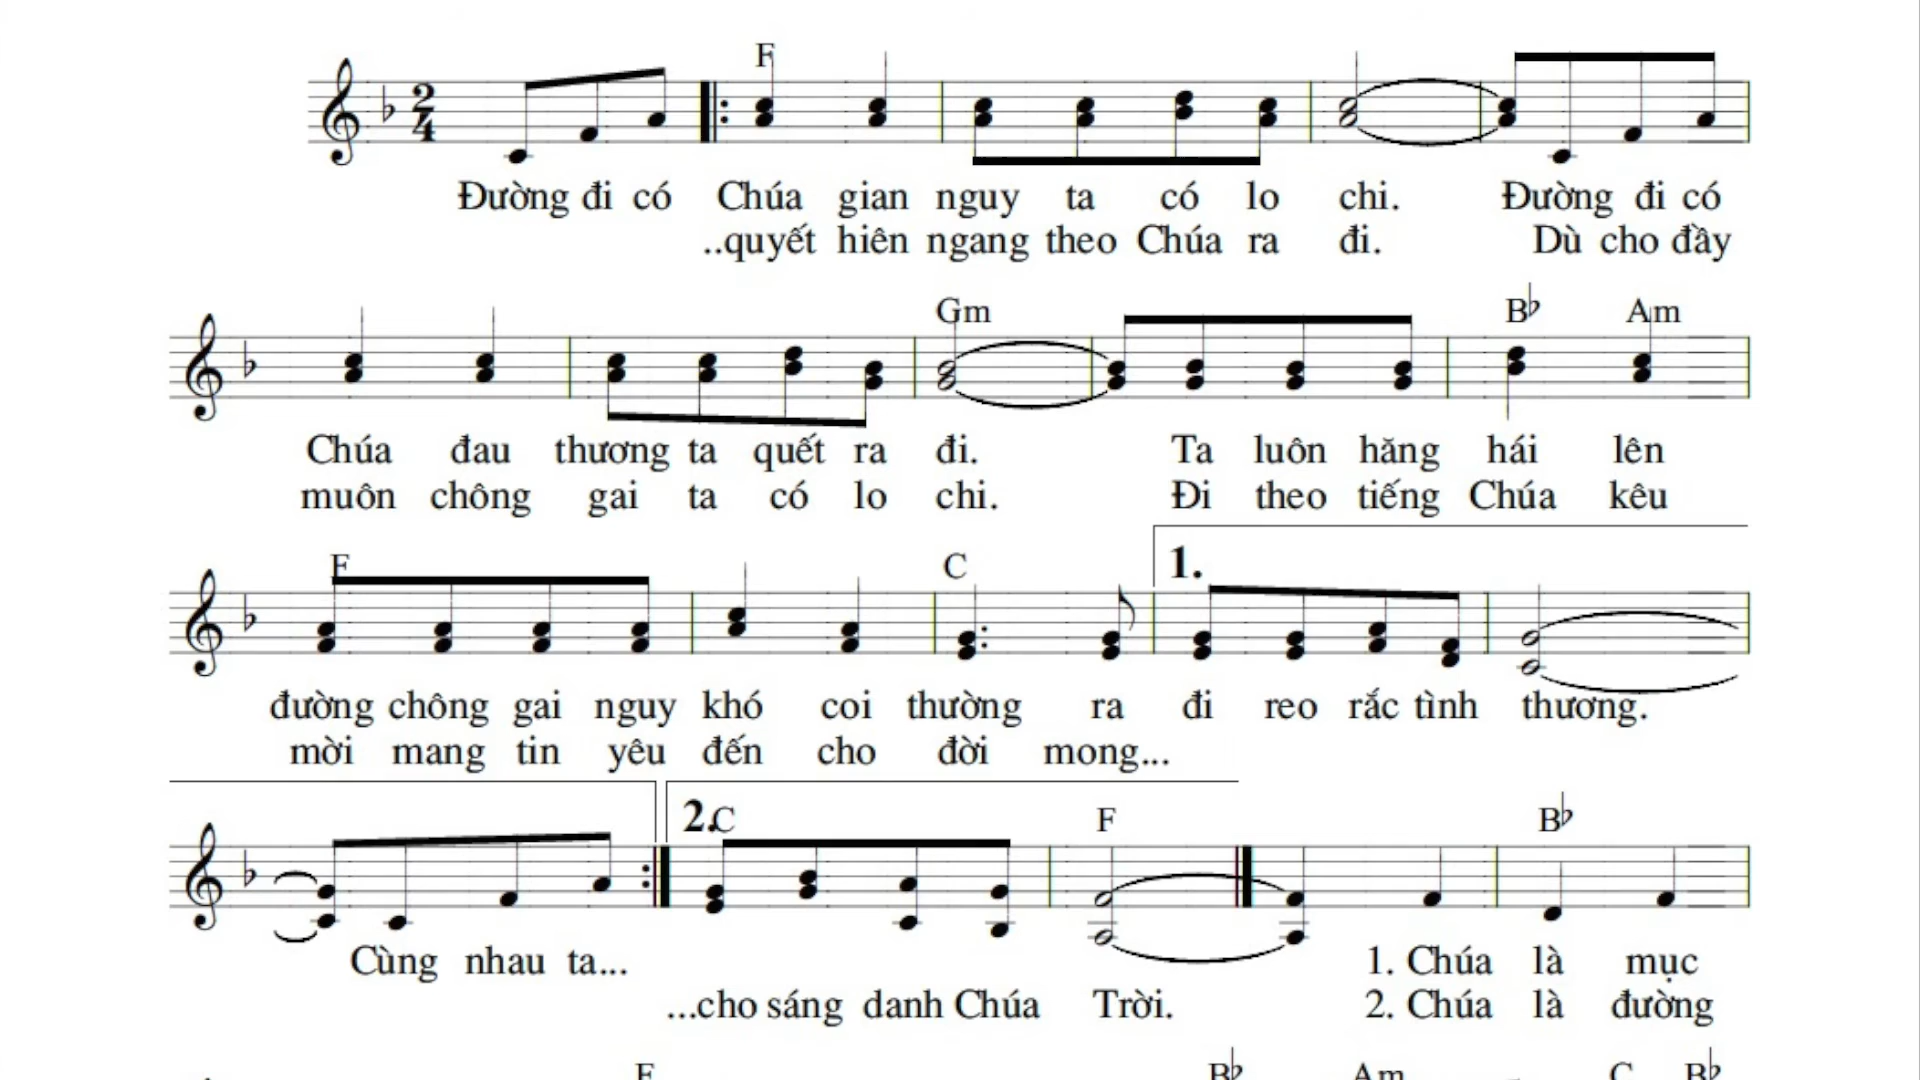 F
2
4
Đường đi có Chúa gian nguy ta có lo chi. Đường đi có
..quyết hiên ngang theo Chúa ra đi. Dù cho đầy
Gm B♭ Am
Chúa đau thương ta quết ra đi. Ta luôn hăng hái lên
muôn chông gai ta có lo chi. Đi theo tiếng Chúa kêu
F C 1.
đường chông gai nguy khó coi thường ra đi reo rắc tình thương.
mời mang tin yêu đến cho đời mong...
2. C F B♭
Cùng nhau ta... 1. Chúa là mục
...cho sáng danh Chúa Trời. 2. Chúa là đường
F B♭ Am C B♭